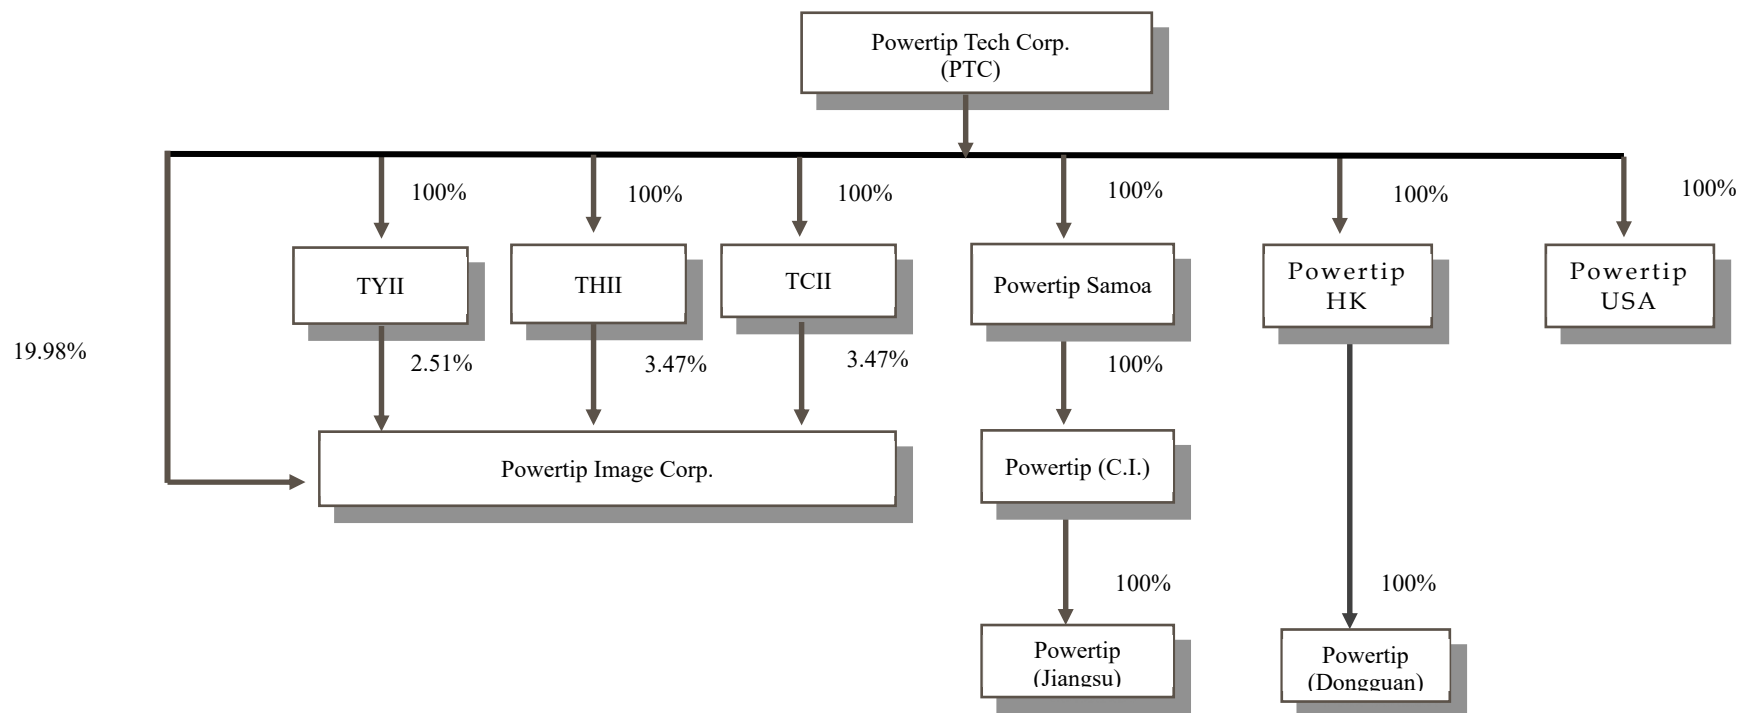 Powertip Tech Corp.
(PTC)
100%
100%
100%
100%
100%
100%
TYII
THII
TCII
Powertip Samoa
Powertip
HK
Powertip
USA
19.98%
2.51%
3.47%
3.47%
100%
Powertip Image Corp.
Powertip (C.I.)
100%
100%
Powertip
(Jiangsu)
Powertip
(Dongguan)